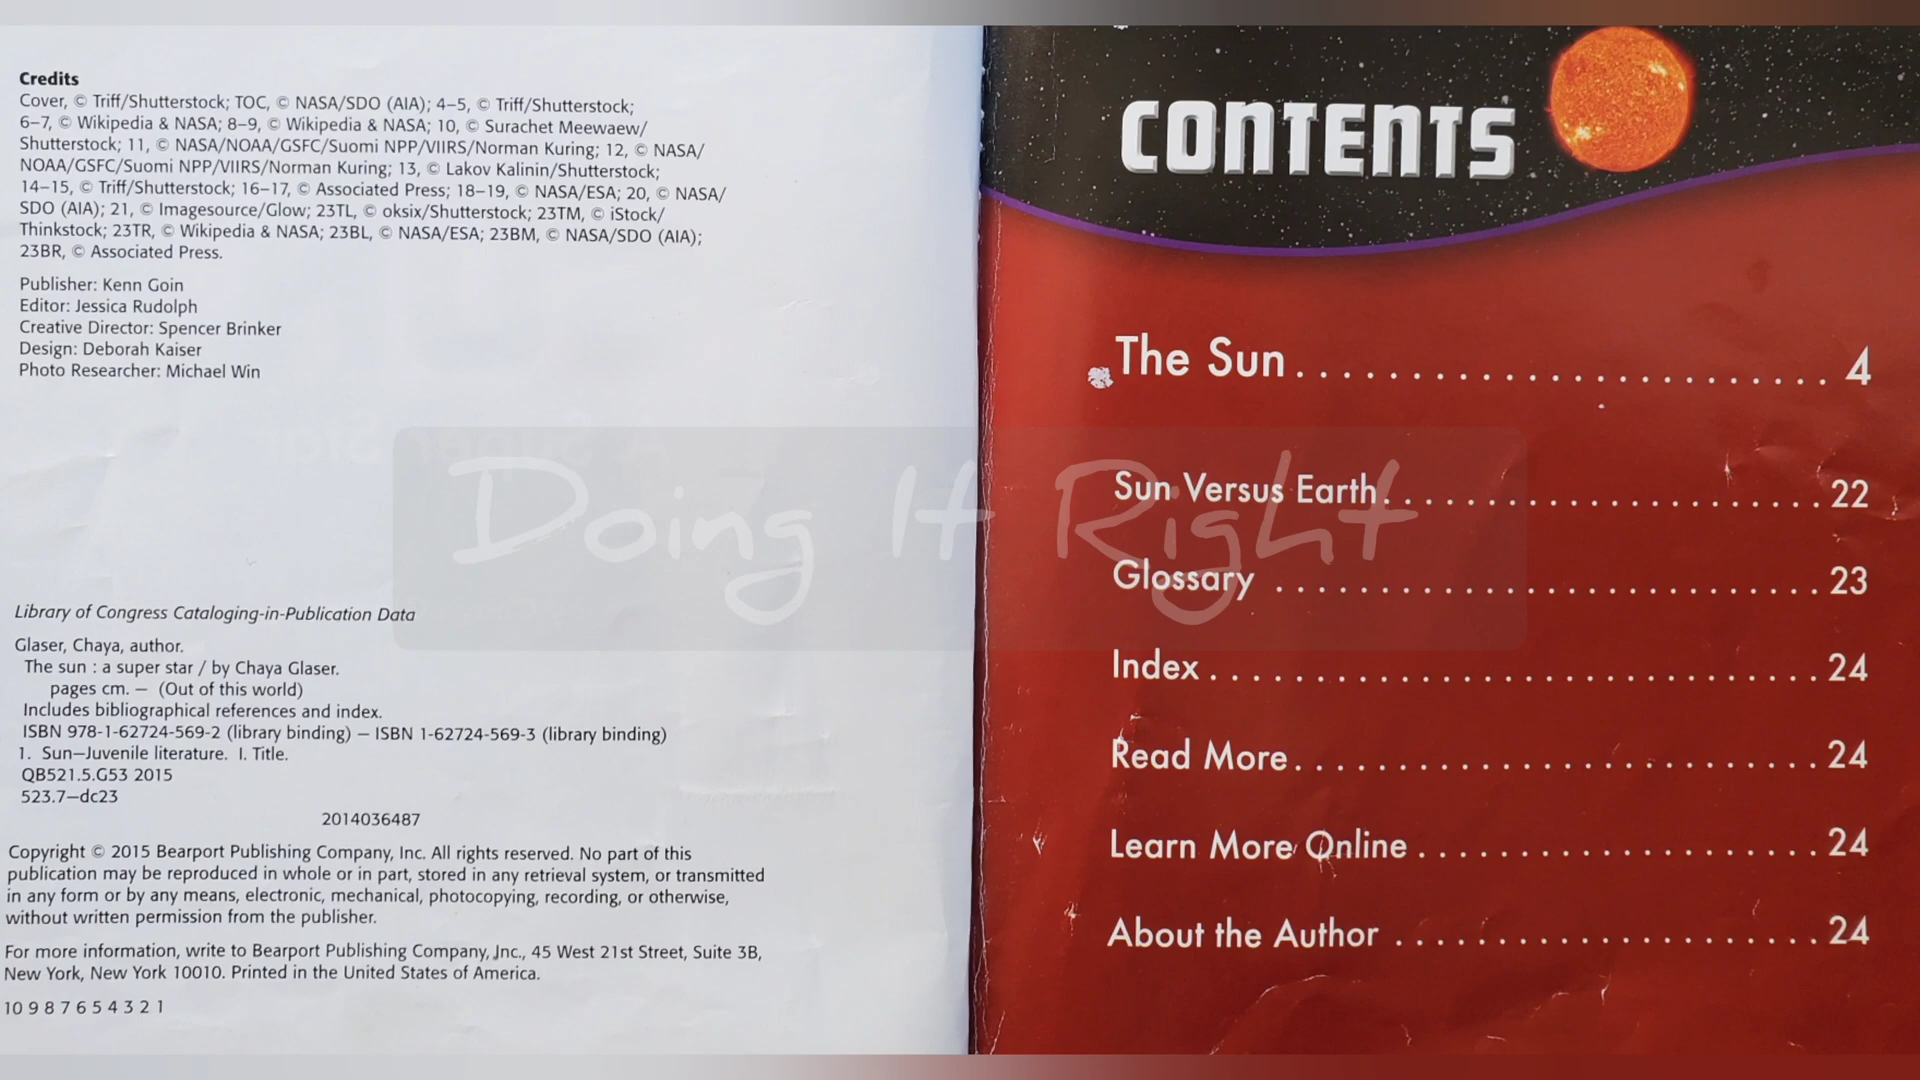 Credits
Cover, © Triff/Shutterstock; TOC, © NASA/SDO (AIA); 4–5, © Triff/Shutterstock;
6–7, © Wikipedia & NASA; 8–9, © Wikipedia & NASA; 10, © Surachet Meewaew/
Shutterstock; 11, © NASA/NOAA/GSFC/Suomi NPP/VIIRS/Norman Kuring; 12, © NASA/
NOAA/GSFC/Suomi NPP/VIIRS/Norman Kuring; 13, © Lakov Kalinin/Shutterstock;
14–15, © Triff/Shutterstock; 16–17, © Associated Press; 18–19, © NASA/ESA; 20, © NASA/
SDO (AIA); 21, © Imagesource/Glow; 23TL, © oksix/Shutterstock; 23TM, © iStock/
Thinkstock; 23TR, © Wikipedia & NASA; 23BL, © NASA/ESA; 23BM, © NASA/SDO (AIA);
23BR, © Associated Press.
Publisher: Kenn Goin
Editor: Jessica Rudolph
Creative Director: Spencer Brinker
Design: Deborah Kaiser
Photo Researcher: Michael Win
Library of Congress Cataloging-in-Publication Data
Glaser, Chaya, author.
The sun : a super star / by Chaya Glaser.
pages cm. — (Out of this world)
Includes bibliographical references and index.
ISBN 978-1-62724-569-2 (library binding) — ISBN 1-62724-569-3 (library binding)
1. Sun—Juvenile literature. I. Title.
QB521.5.G53 2015
523.7—dc23
2014036487
Copyright © 2015 Bearport Publishing Company, Inc. All rights reserved. No part of this
publication may be reproduced in whole or in part, stored in any retrieval system, or transmitted
in any form or by any means, electronic, mechanical, photocopying, recording, or otherwise,
without written permission from the publisher.
For more information, write to Bearport Publishing Company, Inc., 45 West 21st Street, Suite 3B,
New York, New York 10010. Printed in the United States of America.
10 9 8 7 6 5 4 3 2 1
CONTENTS
The Sun . . . . . . . . . . . . . . . . . . . . . . . 4
Sun Versus Earth . . . . . . . . . . . . . . . . . . . . . 22
Glossary . . . . . . . . . . . . . . . . . . . . . . . . . . 23
Index . . . . . . . . . . . . . . . . . . . . . . . . . . . . . 24
Read More . . . . . . . . . . . . . . . . . . . . . . . . . 24
Learn More Online . . . . . . . . . . . . . . . . . . . 24
About the Author . . . . . . . . . . . . . . . . . . . . 24
Doing It Right